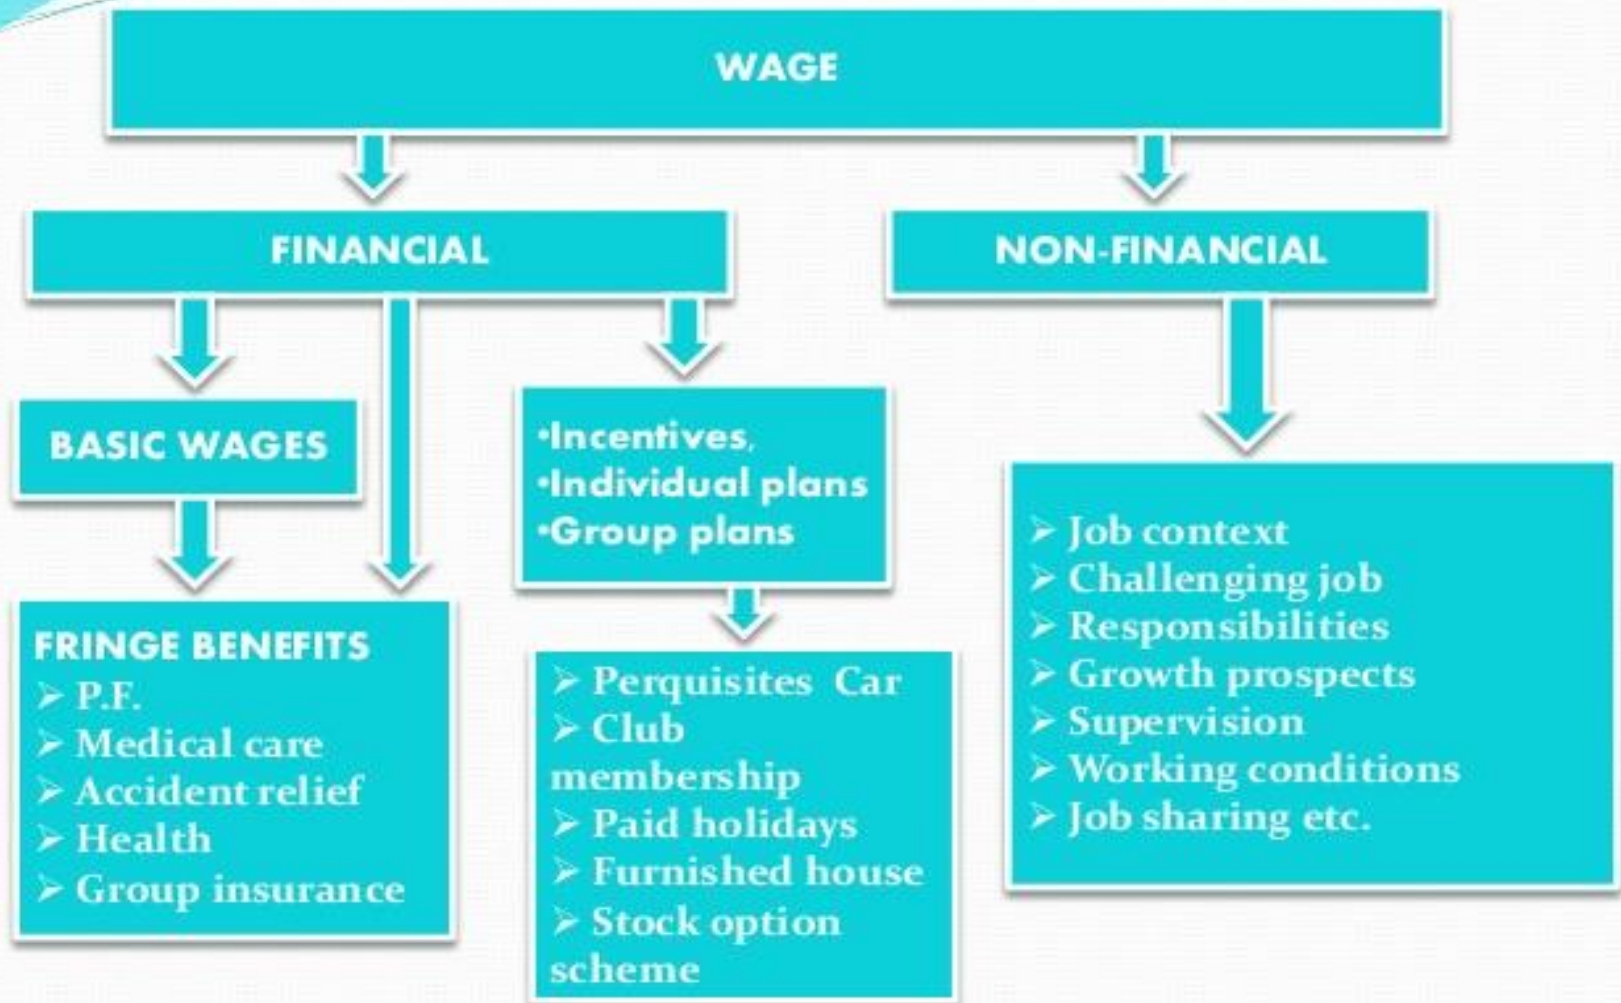 WAGE
FINANCIAL
NON-FINANCIAL
BASIC WAGES
•Incentives,
•Individual plans
•Group plans
FRINGE BENEFITS
➢ P.F.
➢ Medical care
➢ Accident relief
➢ Health
➢ Group insurance
➢ Perquisites Car
➢ Club
membership
➢ Paid holidays
➢ Furnished house
➢ Stock option
scheme
➢ Job context
➢ Challenging job
➢ Responsibilities
➢ Growth prospects
➢ Supervision
➢ Working conditions
➢ Job sharing etc.